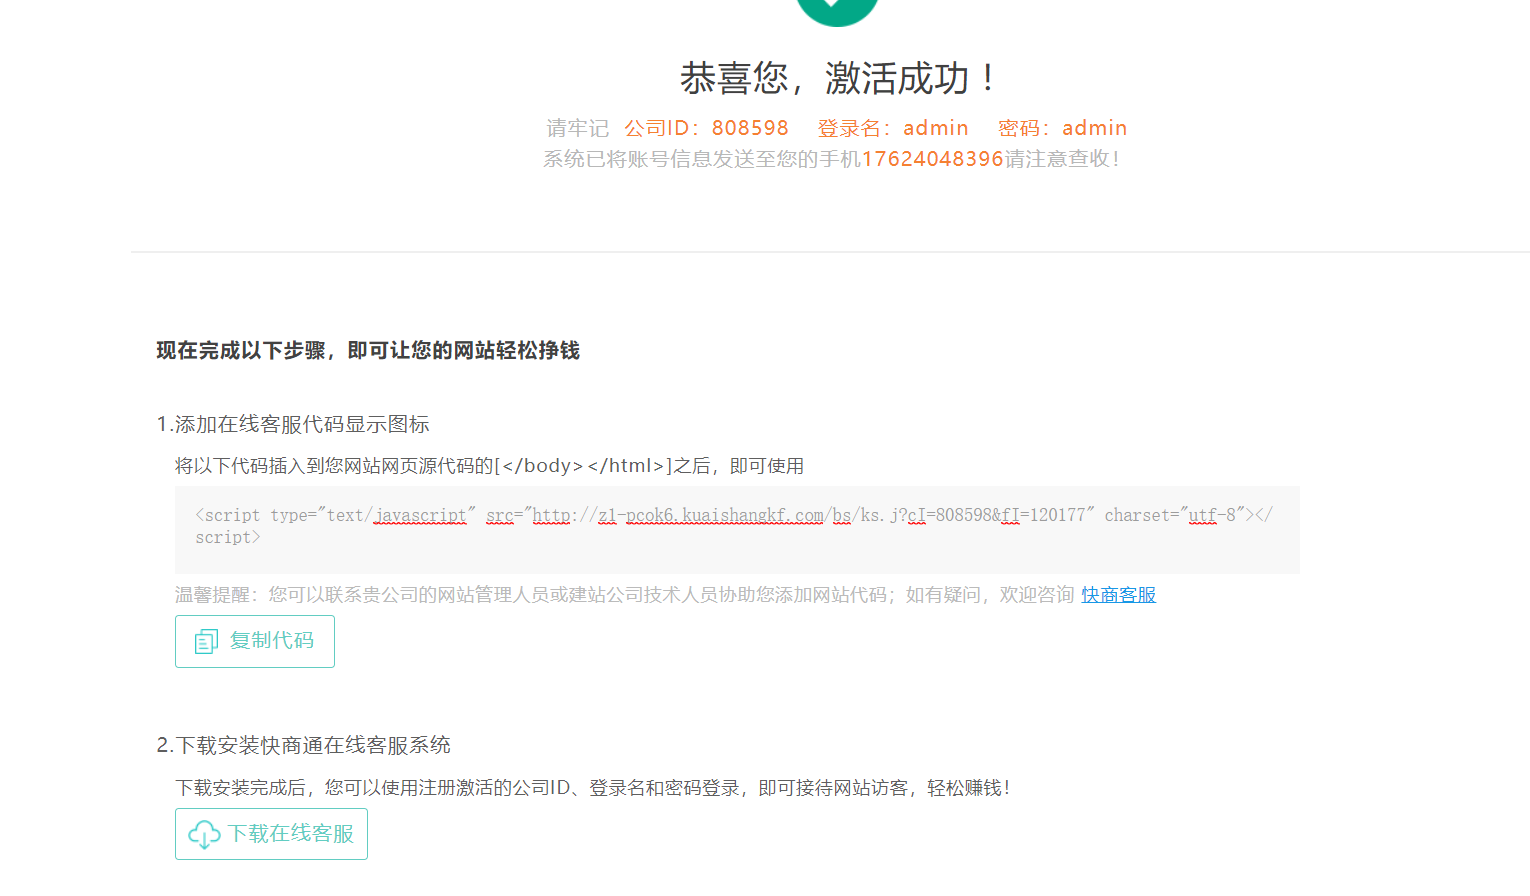 恭喜您，激活成功！
请牢记 公司ID：808598 登录名：admin 密码：admin
系统已将账号信息发送至您的手机17624048396请注意查收！
现在完成以下步骤，即可让您的网站轻松挣钱
1.添加在线客服代码显示图标
将以下代码插入到您网站网页源代码的[</body></html>]之后，即可使用
<script type="text/javascript" src="http://z1-pcok6.kuaishangkf.com/bs/ks.j?cI=808598&fI=120177" charset="utf-8"></
script>
温馨提醒：您可以联系贵公司的网站管理人员或建站公司技术人员协助您添加网站代码；如有疑问，欢迎咨询 快商客服
复制代码
2.下载安装快商通在线客服系统
下载安装完成后，您可以使用注册激活的公司ID、登录名和密码登录，即可接待网站访客，轻松赚钱！
下载在线客服